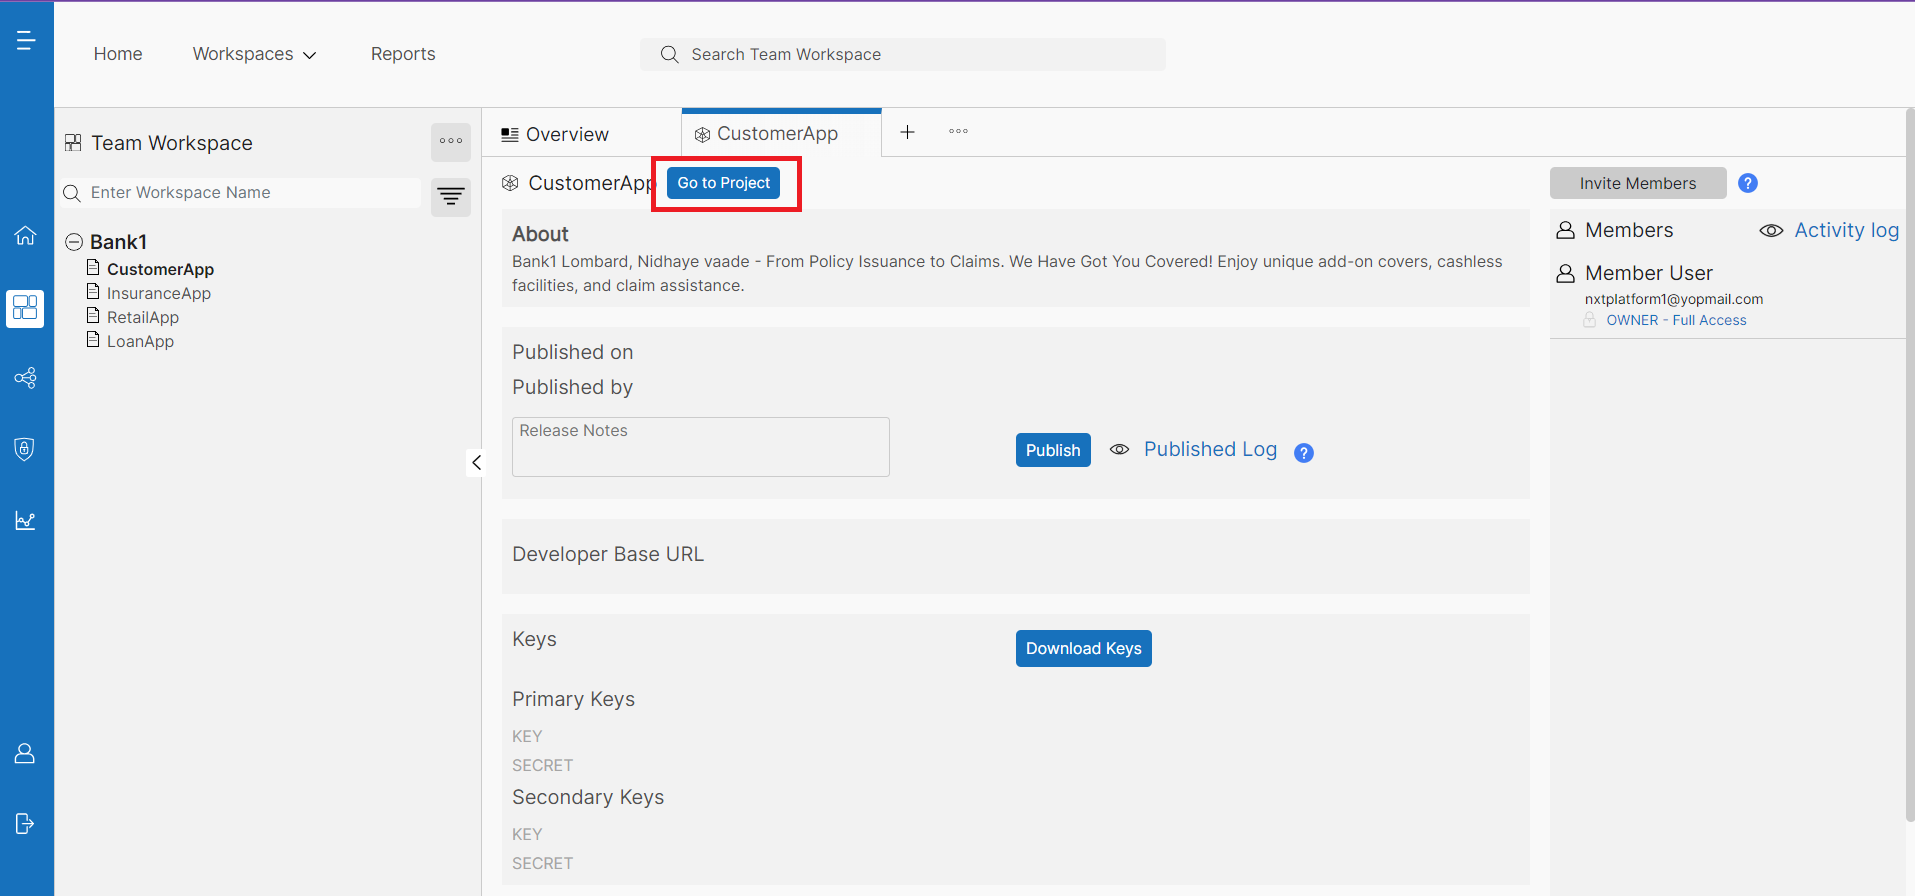 Home
Workspaces
Reports
Search Team Workspace
Team Workspace
Enter Workspace Name
Bank1
CustomerApp
InsuranceApp
RetailApp
LoanApp
Overview
CustomerApp
CustomerApp
Go to Project
About
Bank1 Lombard, Nidhaye vaade - From Policy Issuance to Claims. We Have Got You Covered! Enjoy unique add-on covers, cashless
facilities, and claim assistance.
Published on
Published by
Release Notes
Publish
Published Log
?
Developer Base URL
Keys
Download Keys
Primary Keys
KEY
SECRET
Secondary Keys
KEY
SECRET
Invite Members
?
Members
Activity log
Member User
nxtplatform1@yopmail.com
OWNER - Full Access